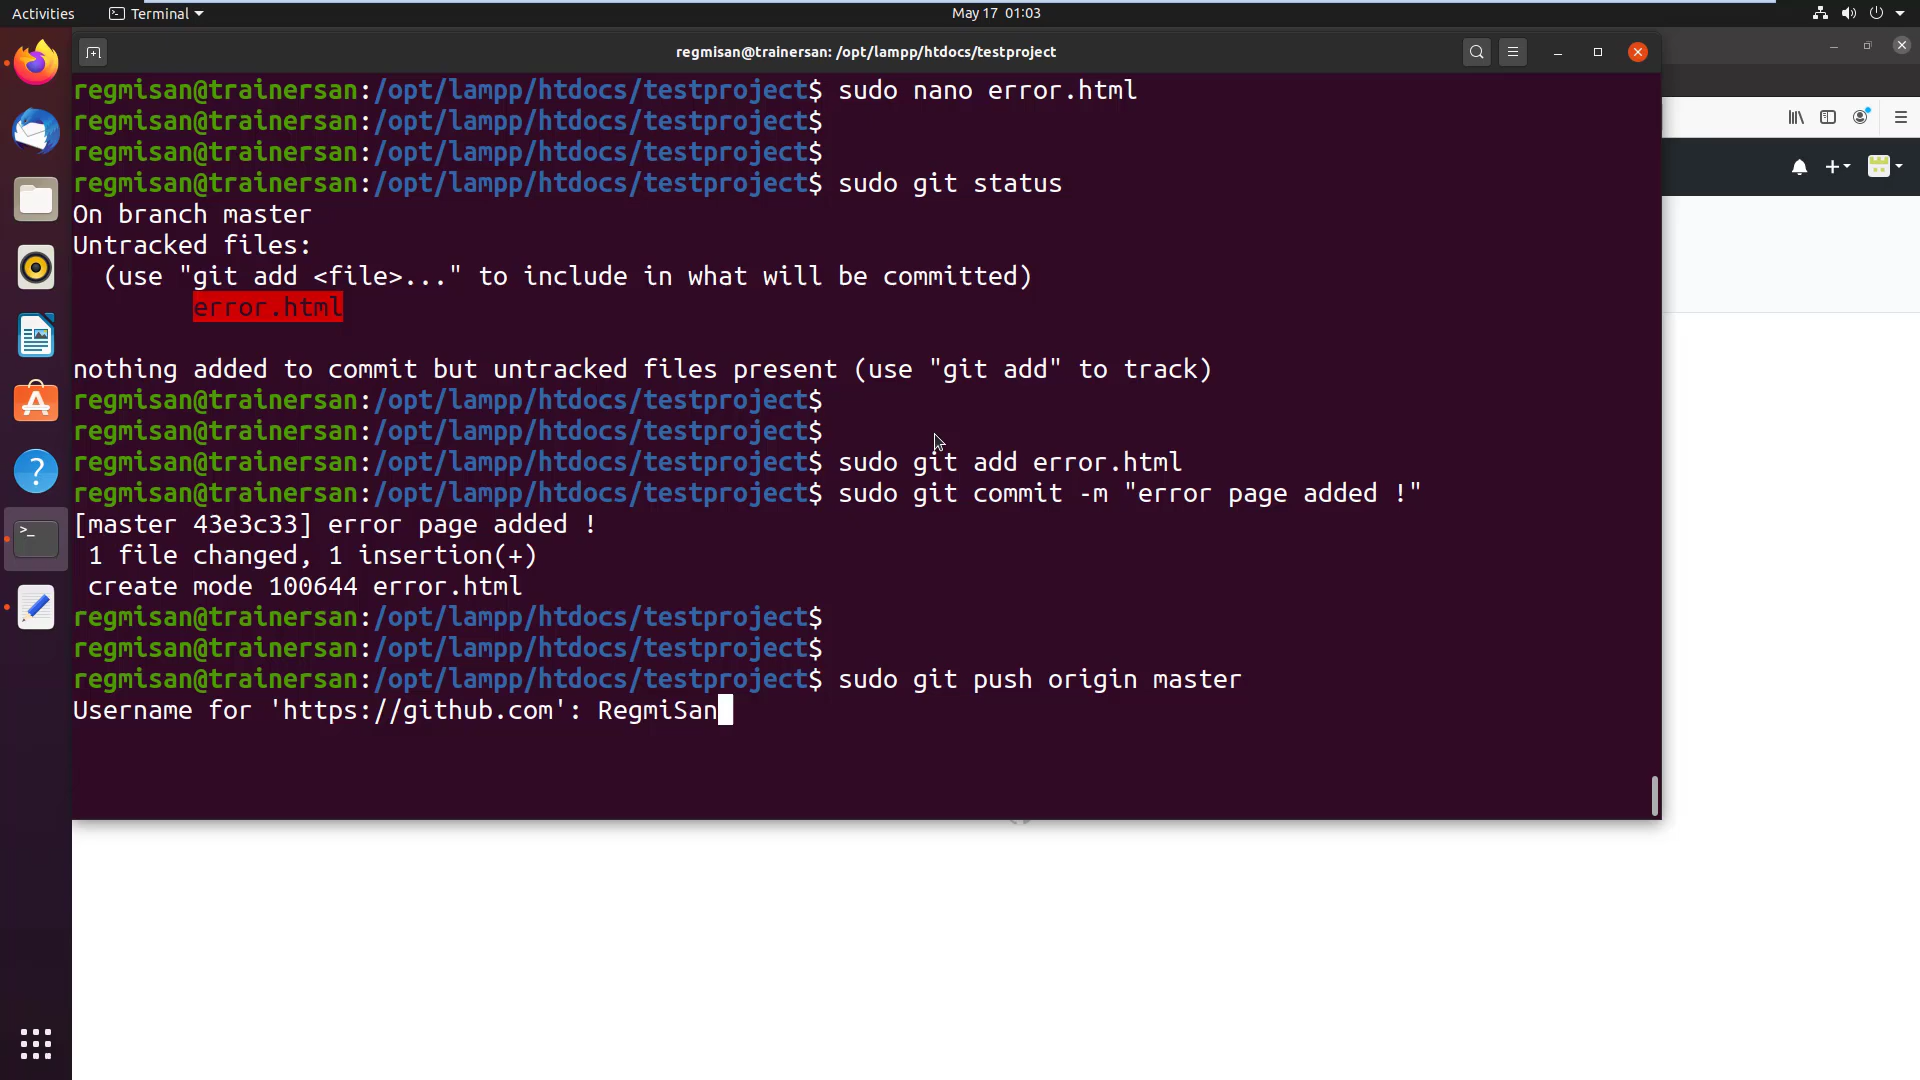 Activities
Terminal
May 17 01:03
regmisan@trainersan: /opt/lampp/htdocs/testproject
regmisan@trainersan:/opt/lampp/htdocs/testproject$ sudo nano error.html
regmisan@trainersan:/opt/lampp/htdocs/testproject$
regmisan@trainersan:/opt/lampp/htdocs/testproject$
regmisan@trainersan:/opt/lampp/htdocs/testproject$ sudo git status
On branch master
Untracked files:
  (use "git add <file>..." to include in what will be committed)
        error.html
nothing added to commit but untracked files present (use "git add" to track)
regmisan@trainersan:/opt/lampp/htdocs/testproject$
regmisan@trainersan:/opt/lampp/htdocs/testproject$
regmisan@trainersan:/opt/lampp/htdocs/testproject$ sudo git add error.html
regmisan@trainersan:/opt/lampp/htdocs/testproject$ sudo git commit -m "error page added !"
[master 43e3c33] error page added !
 1 file changed, 1 insertion(+)
 create mode 100644 error.html
regmisan@trainersan:/opt/lampp/htdocs/testproject$
regmisan@trainersan:/opt/lampp/htdocs/testproject$
regmisan@trainersan:/opt/lampp/htdocs/testproject$ sudo git push origin master
Username for 'https://github.com': RegmiSan